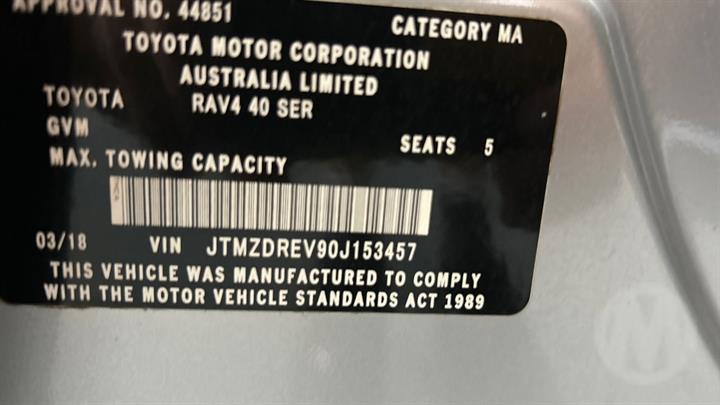 APPROVAL NO. 44851
CATEGORY MA
TOYOTA MOTOR CORPORATION
AUSTRALIA LIMITED
TOYOTA RAV4 40 SER
GVM SEATS 5
MAX. TOWING CAPACITY
03/18 VIN JTMZDREV90J153457
THIS VEHICLE WAS MANUFACTURED TO COMPLY
WITH THE MOTOR VEHICLE STANDARDS ACT 1989
M